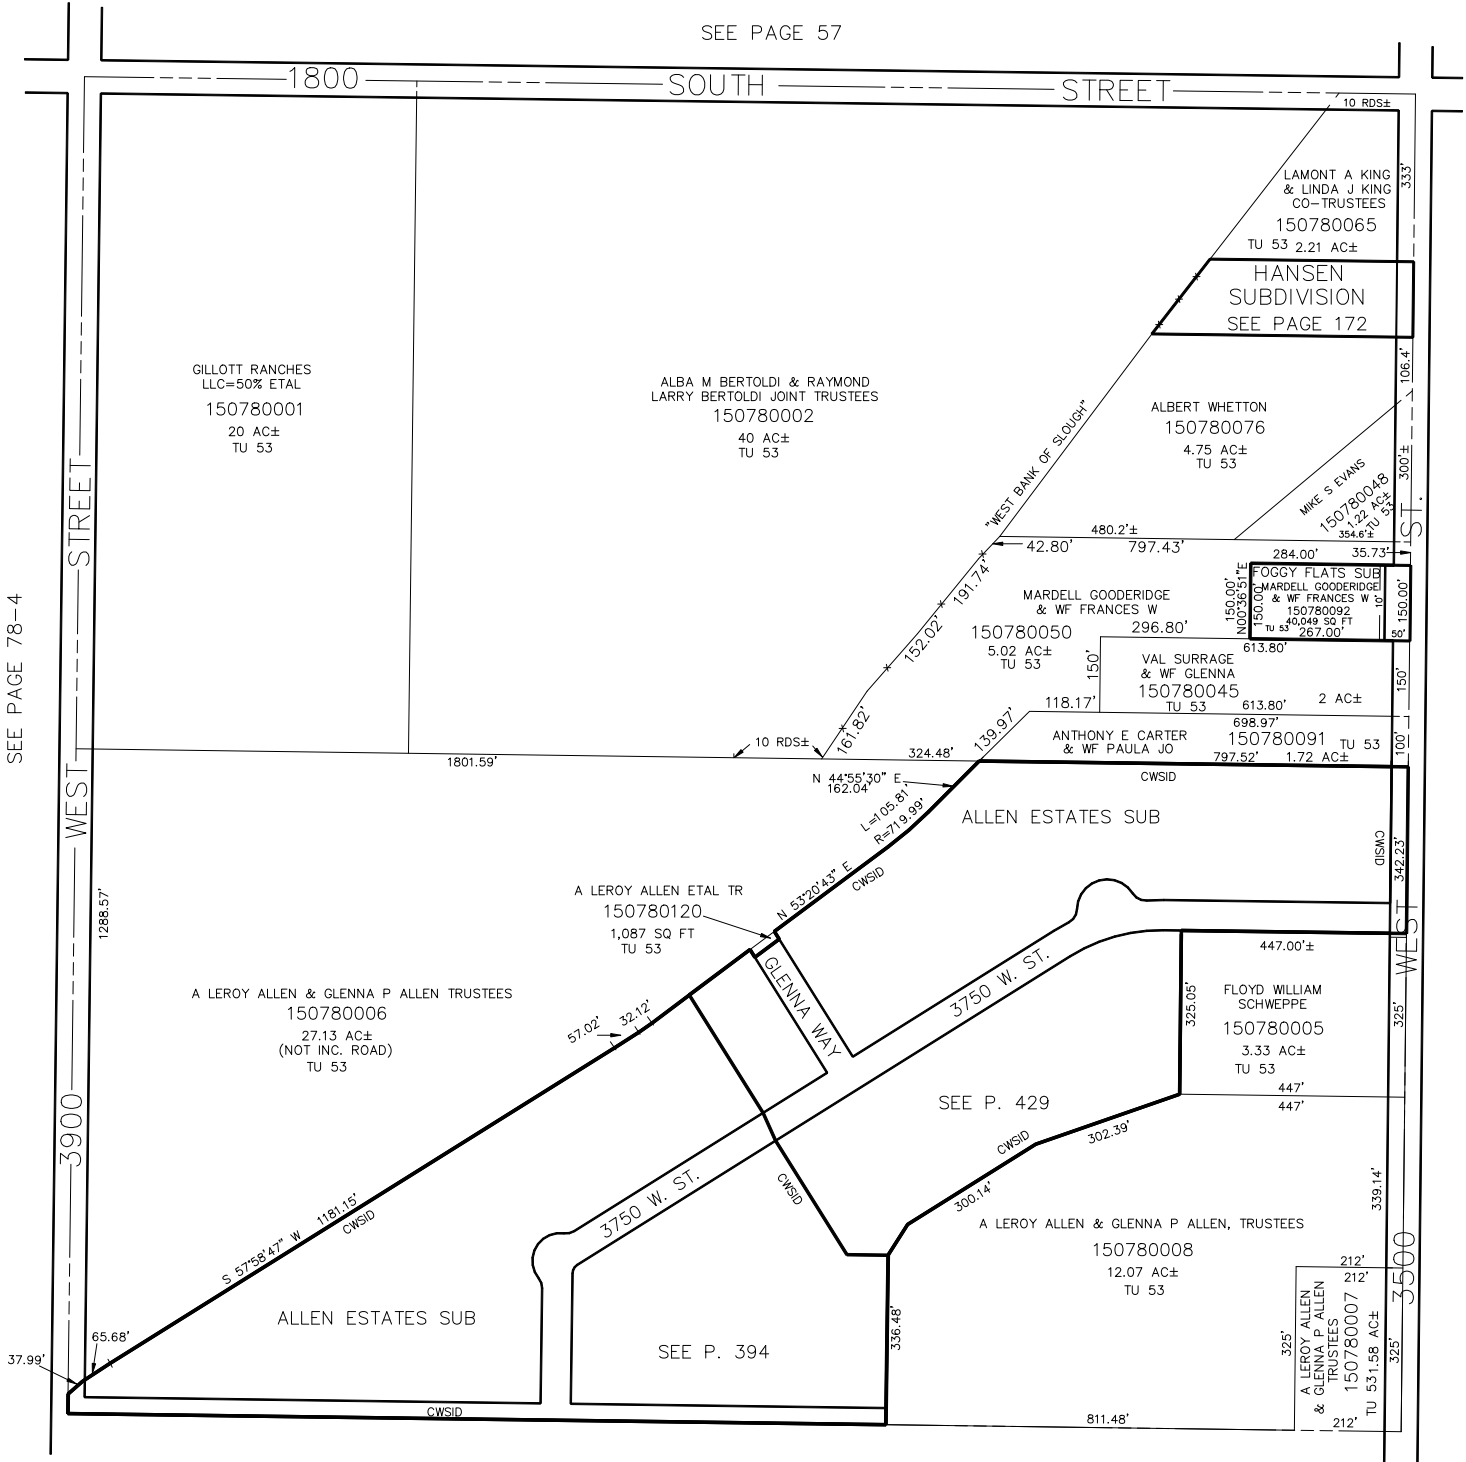 SEE PAGE 57
1800 SOUTH STREET
10 RDS±
333'
LAMONT A KING
& LINDA J KING
CO-TRUSTEES
150780065
TU 53 2.21 AC±
HANSEN
SUBDIVISION
SEE PAGE 172
106.4'
GILLOTT RANCHES
LLC=50% ETAL
150780001
20 AC±
TU 53
ALBA M BERTOLDI & RAYMOND
LARRY BERTOLDI JOINT TRUSTEES
150780002
40 AC±
TU 53
"WEST BANK OF SLOUGH"
ALBERT WHETTON
150780076
4.75 AC±
TU 53
300'±
MIKE S EVANS
150780048
1.22 AC±
TU 53
354.6'±
480.2'±
42.80'
797.43'
284.00'
35.73'
191.74'
152.02'
161.82'
MARDELL GOODERIDGE
& WF FRANCES W
150780050
5.02 AC±
TU 53
150.00'
N00°36'51"E
150.00'
FOGGY FLATS SUB
MARDELL GOODERIDGE
& WF FRANCES W
150780092
40,049 SQ FT
TU 53
267.00'
10'
50'
150.00'
296.80'
613.80'
150'
VAL SURRAGE
& WF GLENNA
150780045
TU 53
613.80'
2 AC±
150'
118.17'
139.97'
698.97'
ANTHONY E CARTER
& WF PAULA JO
150780091
TU 53
797.52'
1.72 AC±
100'
10 RDS±
324.48'
1801.59'
SEE PAGE 78-4
3900 WEST STREET
1288.57'
N 44°55'30" E
162.04'
L=105.81'
R=719.99'
N 53°20'43" E
CWSID
CWSID
CWSID
342.23'
ALLEN ESTATES SUB
A LEROY ALLEN ETAL TR
150780120
1,087 SQ FT
TU 53
GLENNA WAY
3750 W. ST.
447.00'±
325.05'
FLOYD WILLIAM
SCHWEPPE
150780005
3.33 AC±
TU 53
325'
447'
447'
A LEROY ALLEN & GLENNA P ALLEN TRUSTEES
150780006
27.13 AC±
(NOT INC. ROAD)
TU 53
57.02'
32.12'
SEE P. 429
CWSID
302.39'
300.14'
CWSID
3750 W. ST.
S 57°58'47" W
1181.15'
CWSID
339.14'
A LEROY ALLEN & GLENNA P ALLEN, TRUSTEES
150780008
12.07 AC±
TU 53
3500 WEST ST.
212'
212'
A LEROY ALLEN
& GLENNA P ALLEN
TRUSTEES
150780007
TU 53 1.58 AC±
325'
325'
212'
ALLEN ESTATES SUB
SEE P. 394
336.48'
65.68'
37.99'
CWSID
811.48'